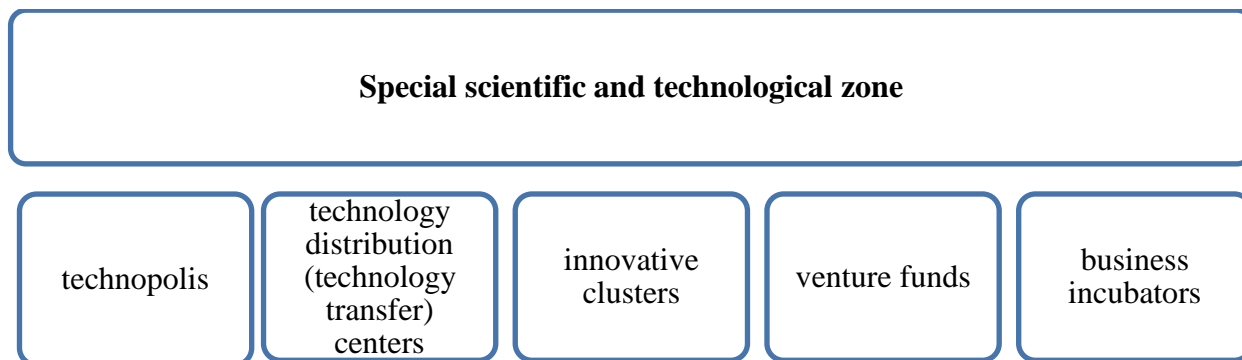 Special scientific and technological zone
technopolis
technology
distribution
(technology
transfer)
centers
innovative
clusters
venture funds
business
incubators